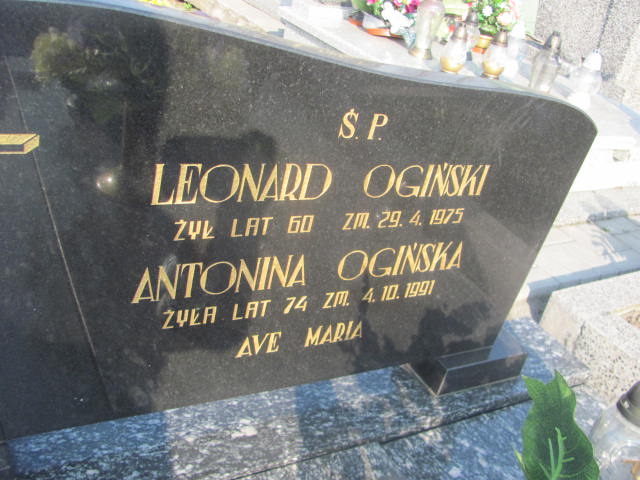 Ś. P.
LEONARD OGIŃSKI
ŻYŁ LAT 60 ZM. 29. 4. 1975
ANTONINA OGIŃSKA
ŻYŁA LAT 74 ZM. 4. 10. 1991
AVE MARIA